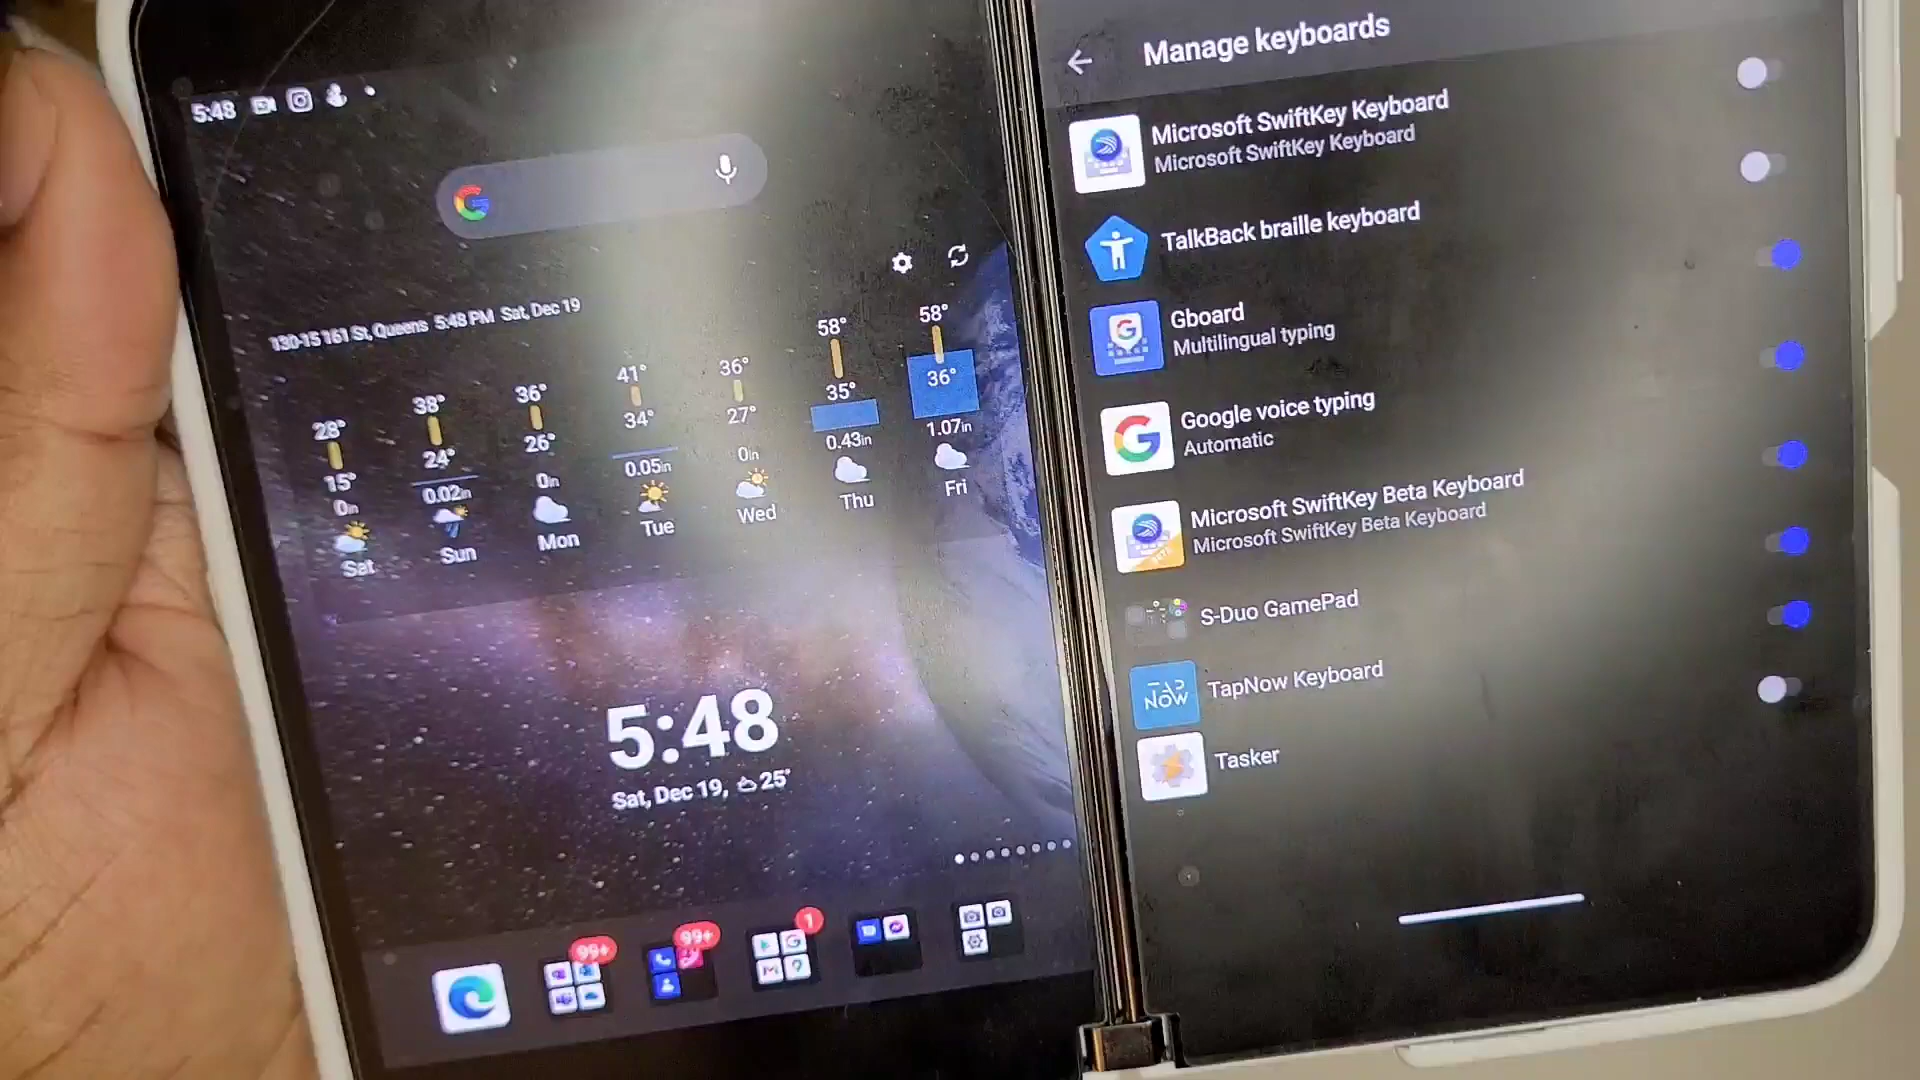 5:48
130-15 161 St, Queens 5:48 PM Sat, Dec 19
28° 38° 36° 41° 36° 58° 58°
15° 24° 26° 34° 27° 35° 36°
0in 0.02in 0in 0.05in 0in 0.43in 1.07in
Sat Sun Mon Tue Wed Thu Fri
5:48
Sat, Dec 19, 25°
99+
99+
1
Manage keyboards
Microsoft SwiftKey Keyboard
Microsoft SwiftKey Keyboard
TalkBack braille keyboard
Gboard
Multilingual typing
Google voice typing
Automatic
Microsoft SwiftKey Beta Keyboard
Microsoft SwiftKey Beta Keyboard
BETA
S-Duo GamePad
TAP
NOW
TapNow Keyboard
Tasker